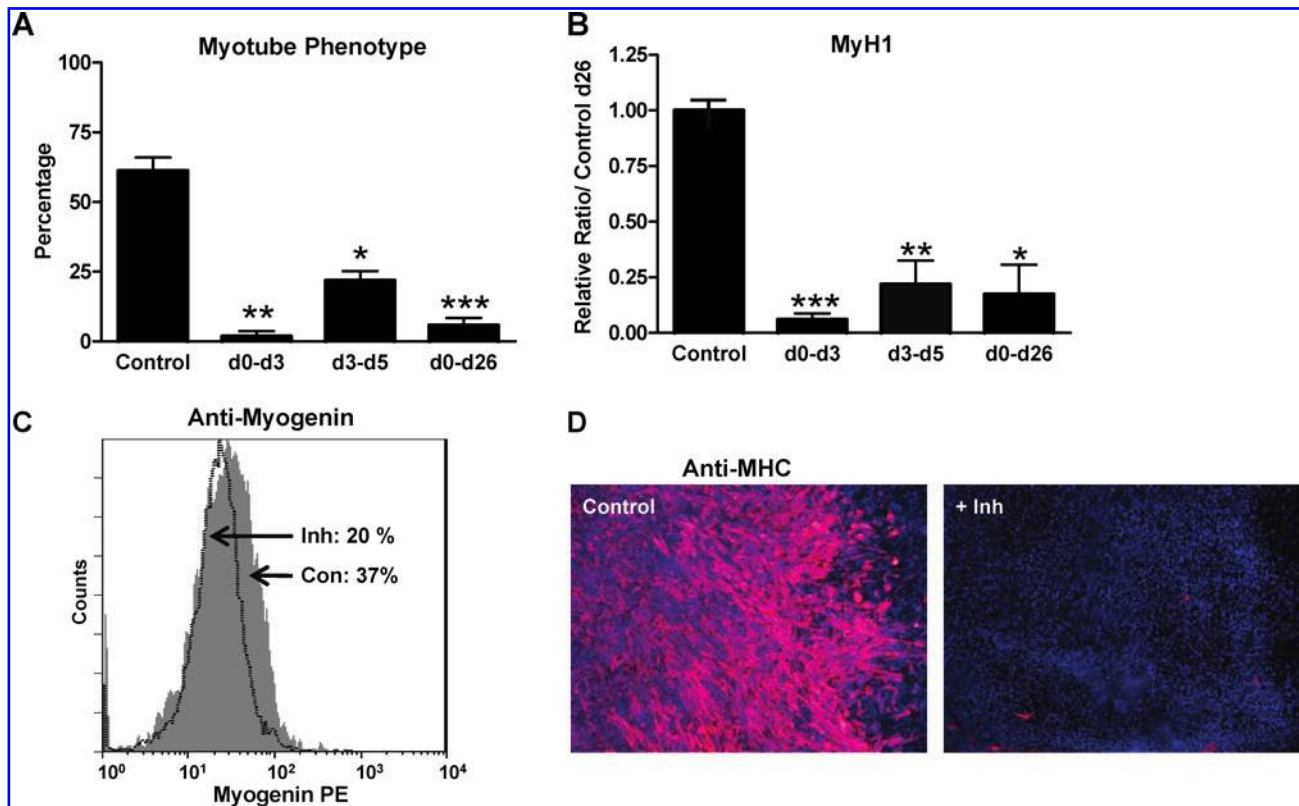 A
Myotube Phenotype
Percentage
100
75
50
25
0
**
*
***
Control d0-d3 d3-d5 d0-d26
B
MyH1
Relative Ratio/ Control d26
1.25
1.00
0.75
0.50
0.25
0.00
***
**
*
Control d0-d3 d3-d5 d0-d26
C
Anti-Myogenin
Counts
Inh: 20 %
Con: 37%
10⁰ 10¹ 10² 10³ 10⁴
Myogenin PE
D
Anti-MHC
Control
+ Inh